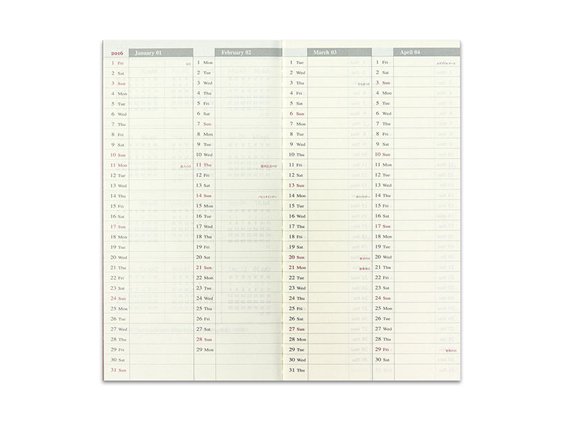 2016 January 01
1 Fri
2 Sat
3 Sun
4 Mon
5 Tue
6 Wed
7 Thu
8 Fri
9 Sat
10 Sun
11 Mon
12 Tue
13 Wed
14 Thu
15 Fri
16 Sat
17 Sun
18 Mon
19 Tue
20 Wed
21 Thu
22 Fri
23 Sat
24 Sun
25 Mon
26 Tue
27 Wed
28 Thu
29 Fri
30 Sat
31 Sun
February 02
1 Mon
2 Tue
3 Wed
4 Thu
5 Fri
6 Sat
7 Sun
8 Mon
9 Tue
10 Wed
11 Thu
12 Fri
13 Sat
14 Sun
15 Mon
16 Tue
17 Wed
18 Thu
19 Fri
20 Sat
21 Sun
22 Mon
23 Tue
24 Wed
25 Thu
26 Fri
27 Sat
28 Sun
29 Mon
March 03
1 Tue
2 Wed
3 Thu
4 Fri
5 Sat
6 Sun
7 Mon
8 Tue
9 Wed
10 Thu
11 Fri
12 Sat
13 Sun
14 Mon
15 Tue
16 Wed
17 Thu
18 Fri
19 Sat
20 Sun
21 Mon
22 Tue
23 Wed
24 Thu
25 Fri
26 Sat
27 Sun
28 Mon
29 Tue
30 Wed
31 Thu
April 04
1 Fri
2 Sat
3 Sun
4 Mon
5 Tue
6 Wed
7 Thu
8 Fri
9 Sat
10 Sun
11 Mon
12 Tue
13 Wed
14 Thu
15 Fri
16 Sat
17 Sun
18 Mon
19 Tue
20 Wed
21 Thu
22 Fri
23 Sat
24 Sun
25 Mon
26 Tue
27 Wed
28 Thu
29 Fri
30 Sat